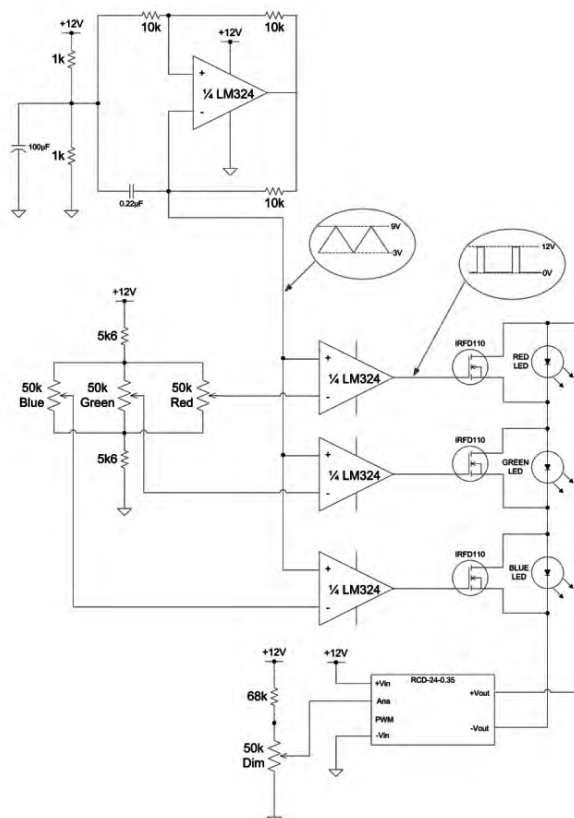 +12V
10k
10k
+12V
1k
+
¼ LM324
-
100µF
1k
0.22µF
10k
9V
3V
12V
0V
+12V
5k6
IRFD110
RED
LED
+
¼ LM324
-
50k
Blue
50k
Green
50k
Red
IRFD110
GREEN
LED
5k6
+
¼ LM324
-
IRFD110
BLUE
LED
+
¼ LM324
-
+12V
+12V
RCD-24-0.35
68k
+Vin
+Vout
Ana
PWM
-Vout
-Vin
50k
Dim